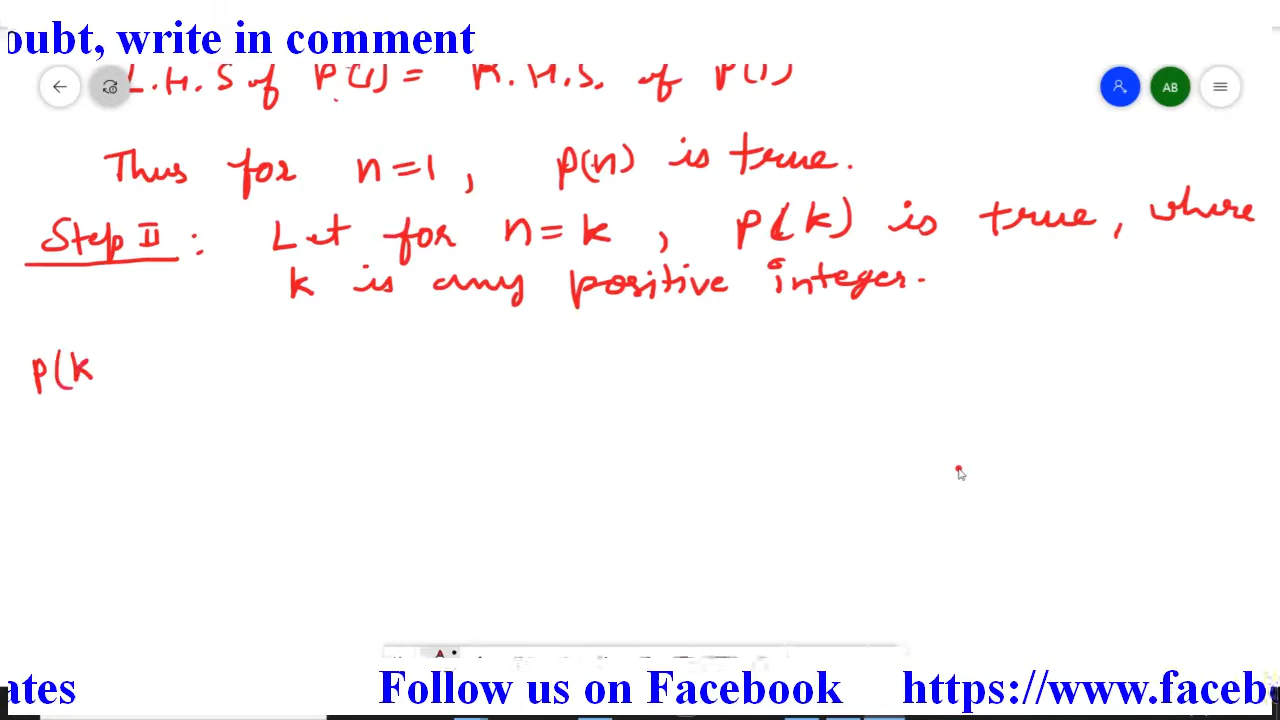 oubt, write in comment
L.H.S of P(1) = R.H.S. of P(1)
AB
Thus for n=1, P(n) is true.
Step II : Let for n=k, P(k) is true, where
k is any positive integer.
P(k
ates Follow us on Facebook https://www.faceb